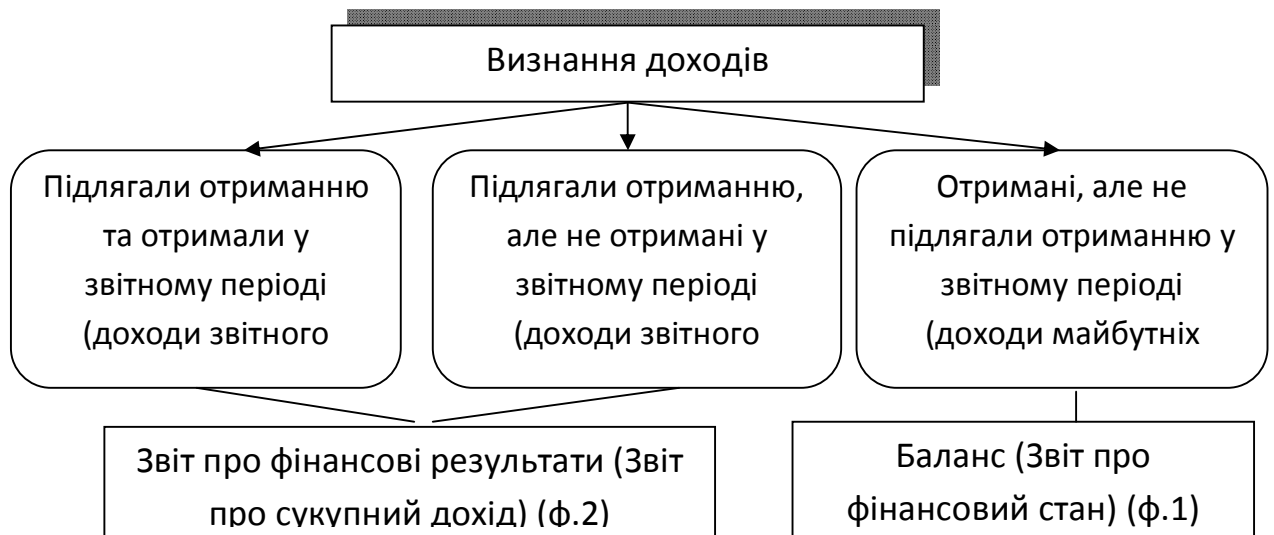 Визнання доходів
Підлягали отриманню
та отримали у
звітному періоді
(доходи звітного
Підлягали отриманню,
але не отримані у
звітному періоді
(доходи звітного
Отримані, але не
підлягали отриманню у
звітному періоді
(доходи майбутніх
Звіт про фінансові результати (Звіт
про сукупний дохід) (ф.2)
Баланс (Звіт про
фінансовий стан) (ф.1)